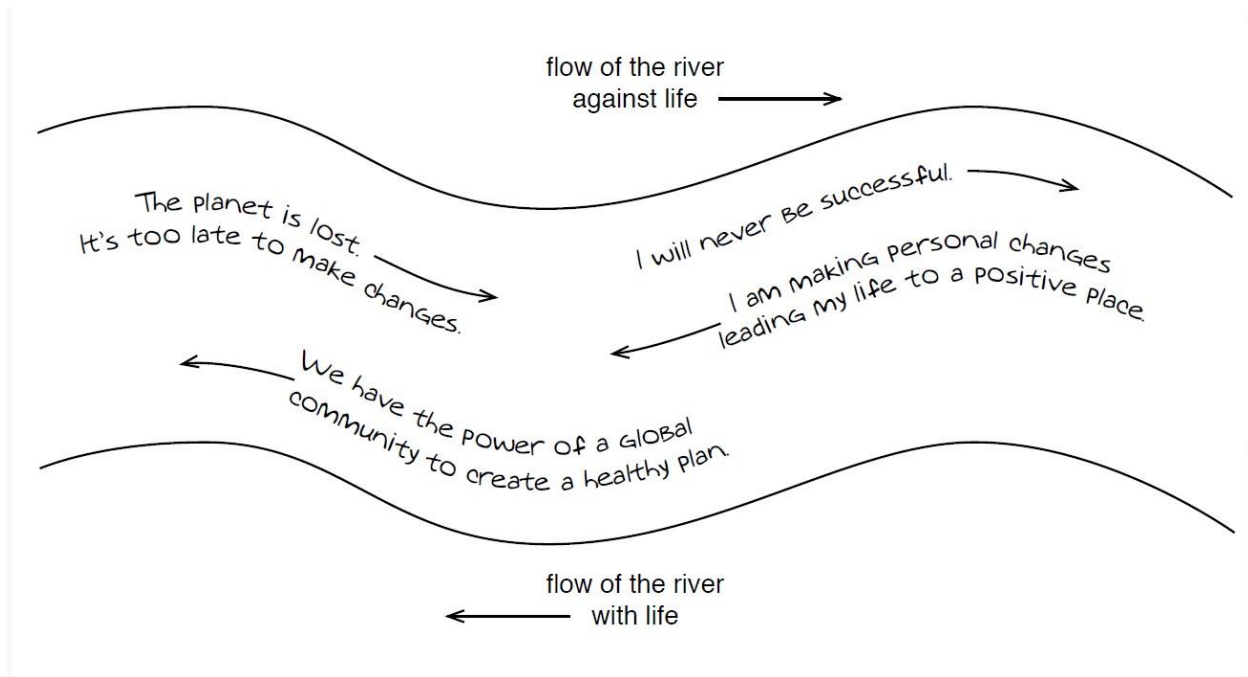 flow of the river
against life
The planet is lost.
It's too late to make changes.
I will never be successful.
I am making personal changes
leading my life to a positive place.
We have the power of a global
community to create a healthy plan.
flow of the river
with life